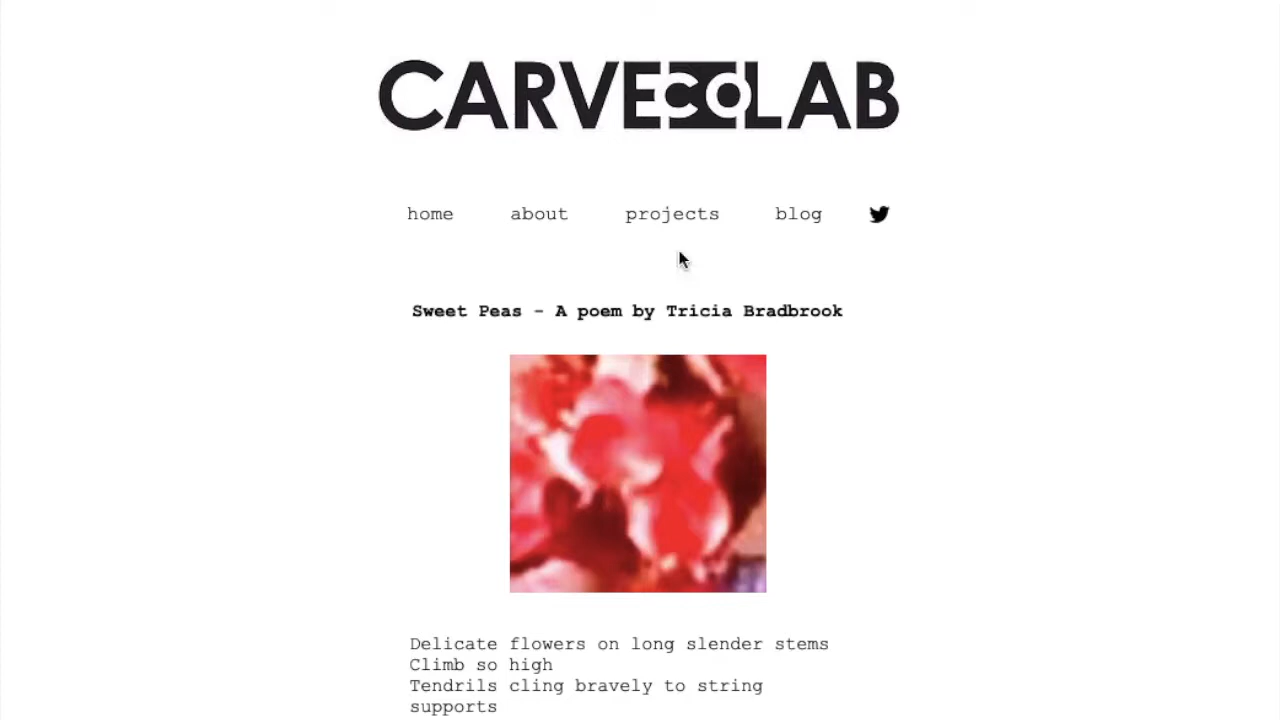 CARVECOLAB
home about projects blog
Sweet Peas - A poem by Tricia Bradbrook
Delicate flowers on long slender stems
Climb so high
Tendrils cling bravely to string
supports